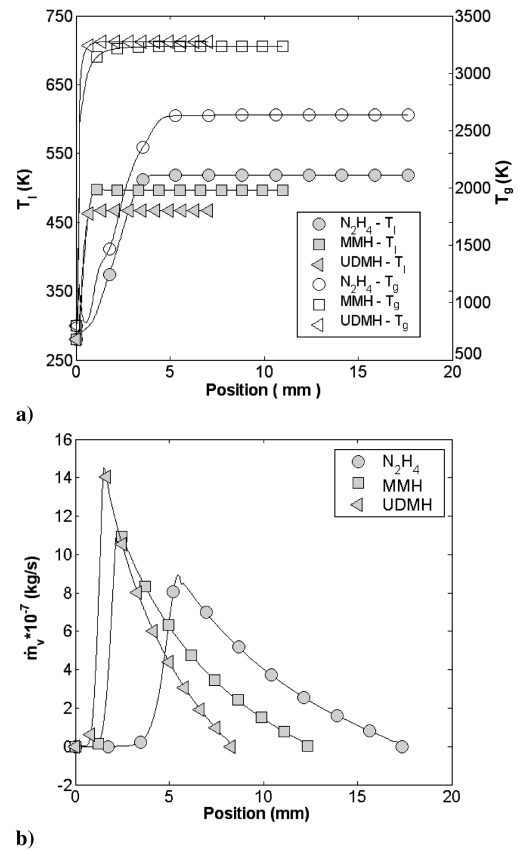 750
650
550
450
350
250
T_l (K)
3500
3000
2500
2000
1500
1000
500
T_g (K)
N_2H_4 - T_l
MMH - T_l
UDMH - T_l
N_2H_4 - T_g
MMH - T_g
UDMH - T_g
0 5 10 15 20
Position ( mm )
a)
16
14
12
10
8
6
4
2
0
-2
ṁ_v*10^-7 (kg/s)
N_2H_4
MMH
UDMH
0 5 10 15 20
Position (mm)
b)